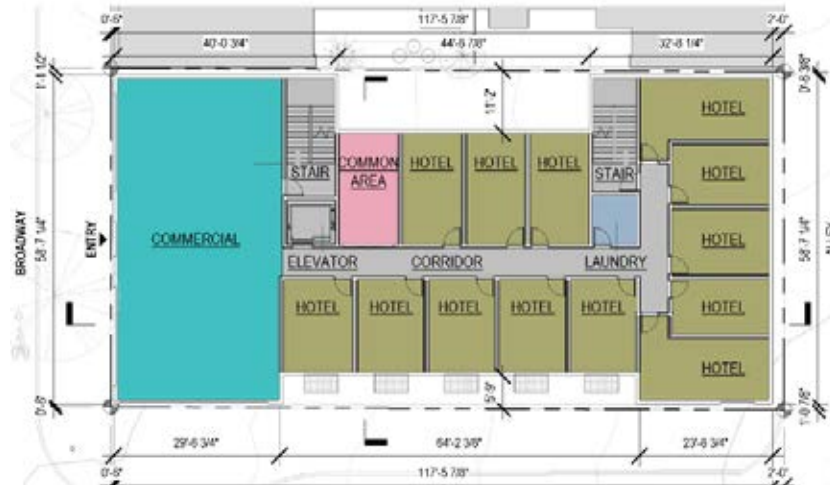 0'-6"
117'-5 7/8"
2'-0"
40'-0 3/4"
44'-6 7/8"
32'-8 1/4"
1'-1 1/2"
0'-6 3/8"
11'-2"
HOTEL
STAIR
COMMON
AREA
HOTEL
HOTEL
HOTEL
STAIR
HOTEL
BROADWAY
58'-7 1/4"
ENTRY
COMMERCIAL
HOTEL
58'-7 1/4"
ELEVATOR
CORRIDOR
LAUNDRY
HOTEL
HOTEL
HOTEL
HOTEL
HOTEL
HOTEL
HOTEL
0'-6"
5'-9"
1'-0 7/8"
29'-6 3/4"
64'-2 3/8"
23'-8 3/4"
0'-6"
117'-5 7/8"
2'-0"